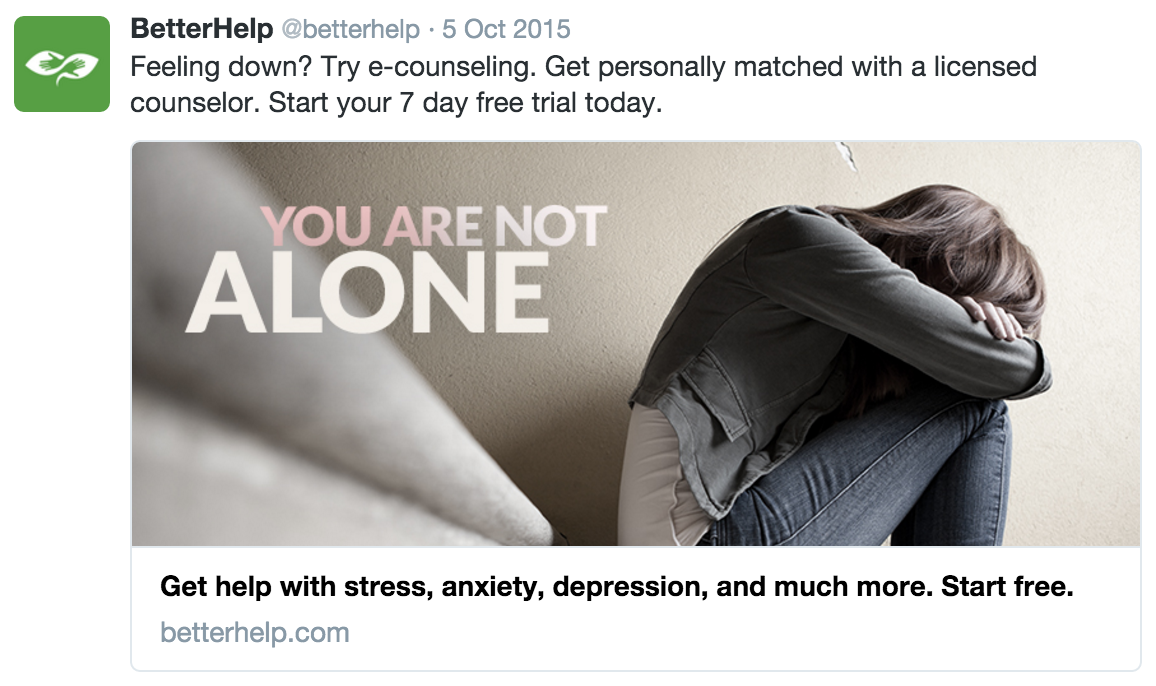 BetterHelp @betterhelp · 5 Oct 2015
Feeling down? Try e-counseling. Get personally matched with a licensed
counselor. Start your 7 day free trial today.
YOU ARE NOT
ALONE
Get help with stress, anxiety, depression, and much more. Start free.
betterhelp.com